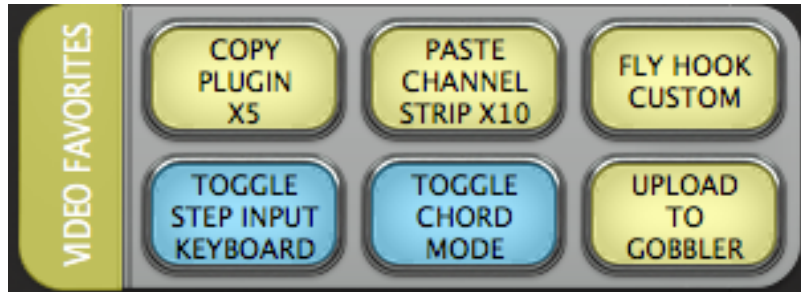 VIDEO FAVORITES
COPY
PLUGIN
X5
PASTE
CHANNEL
STRIP X10
FLY HOOK
CUSTOM
TOGGLE
STEP INPUT
KEYBOARD
TOGGLE
CHORD
MODE
UPLOAD
TO
GOBBLER